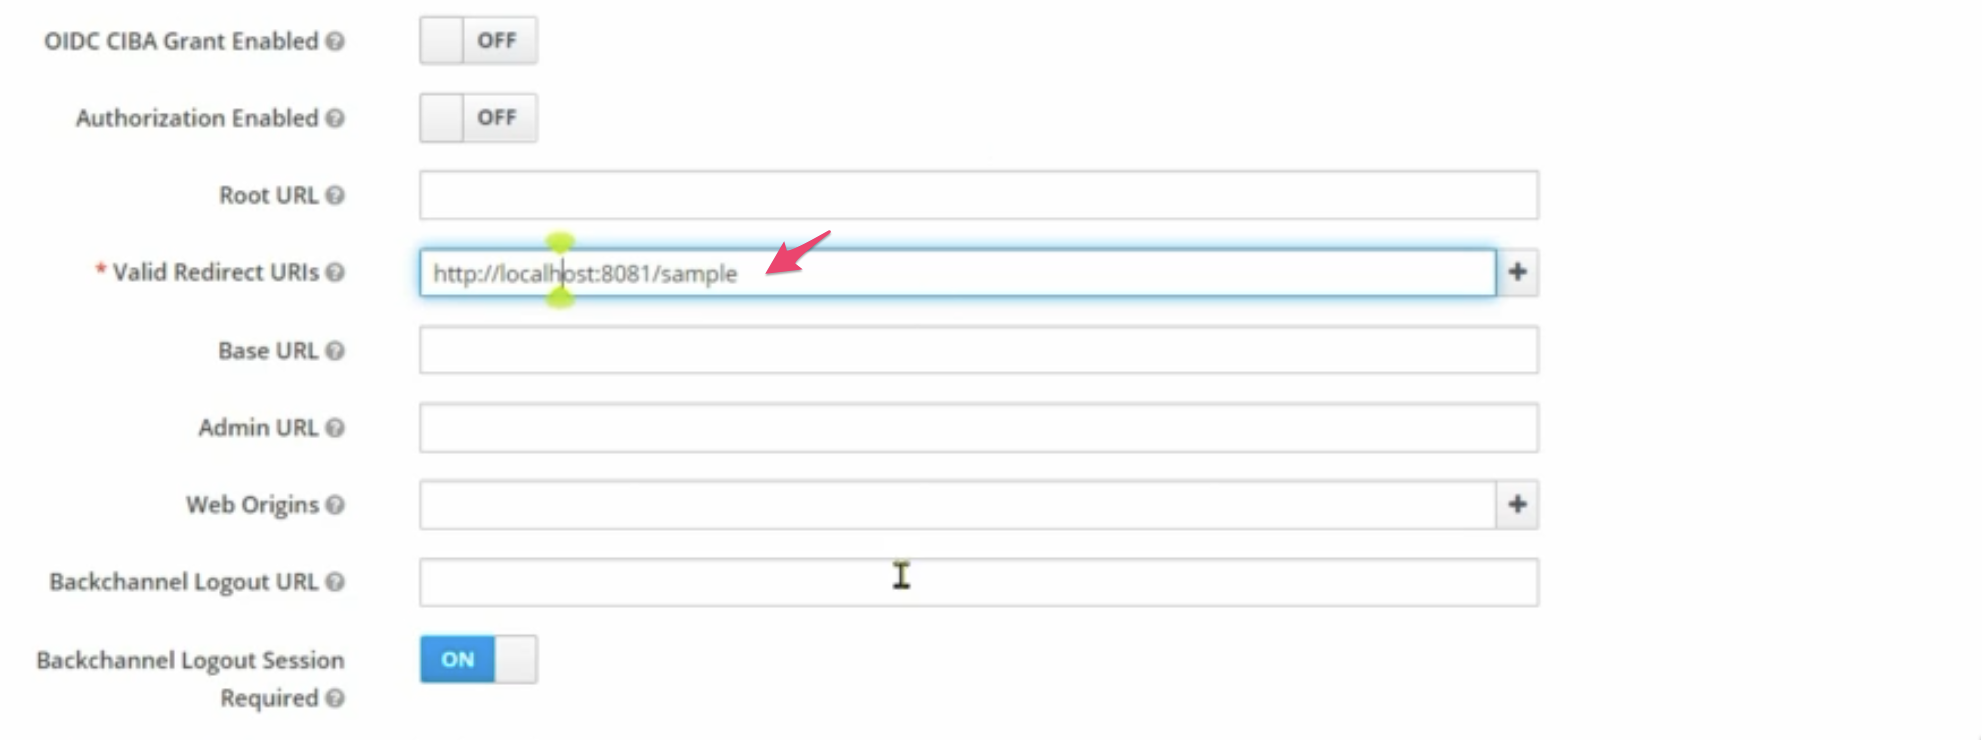 OIDC CIBA Grant Enabled OFF
Authorization Enabled OFF
Root URL
* Valid Redirect URIs http://localhost:8081/sample
Base URL
Admin URL
Web Origins
Backchannel Logout URL
Backchannel Logout Session ON
Required